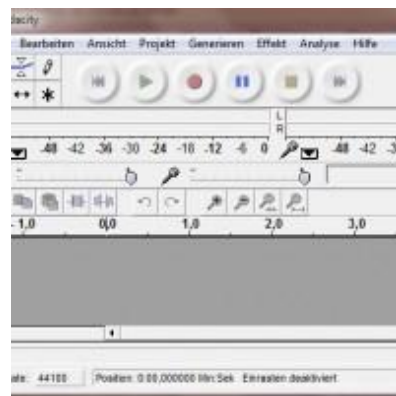 dacity
Bearbeiten Ansicht Projekt Generieren Effekt Analyse Hilfe
L
R
-48 -42 -36 -30 -24 -18 -12 -6 0 -48 -42 -3
- 1,0 0,0 1,0 2,0 3,0
ate: 44100 Position: 0:00,000000 Min:Sek Einrasten deaktiviert